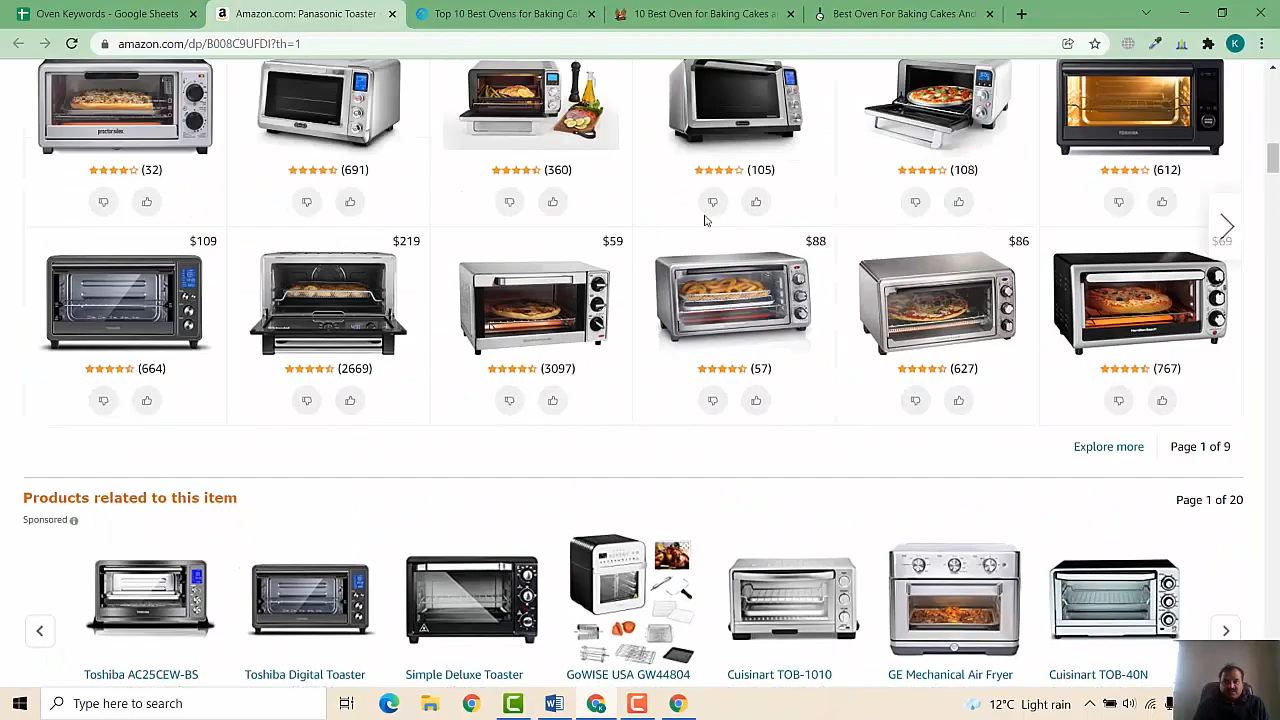 Oven Keywords - Google Sheets
Amazon.com: Panasonic Toaster
Top 10 Best Ovens for Baking Ca
10 Best Oven for Baking Cakes a
Best Oven For Baking Cakes And
amazon.com/dp/B008C9UFDI?th=1
K
proctor silex
TOSHIBA
(32)
(691)
(360)
(105)
(108)
(612)
$109
$219
$59
$88
$86
$69
(664)
(2669)
(3097)
(57)
(627)
(767)
Explore more
Page 1 of 9
Products related to this item
Page 1 of 20
Sponsored
Toshiba AC25CEW-BS
Toshiba Digital Toaster
Simple Deluxe Toaster
GoWISE USA GW44804
Cuisinart TOB-1010
GE Mechanical Air Fryer
Cuisinart TOB-40N
Type here to search
12°C Light rain